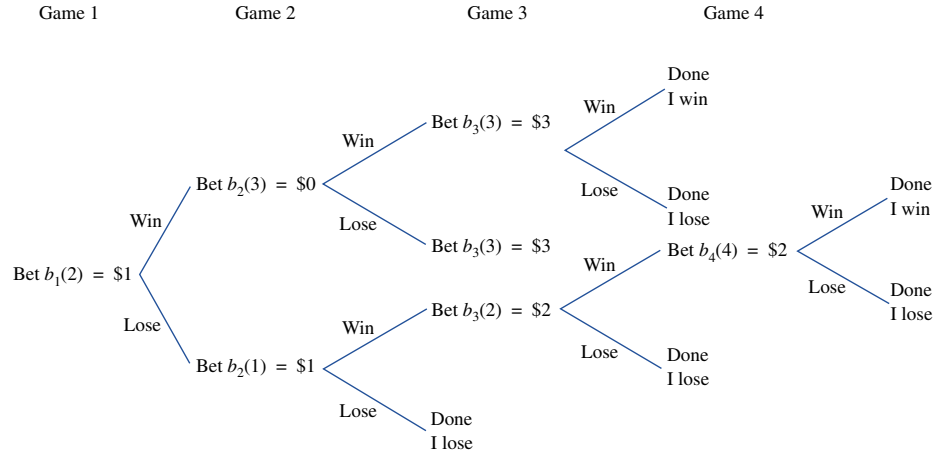 Game 1 Game 2 Game 3 Game 4
Done
I win
Win
Bet b₃(3) = $3
Win
Lose
Done
I lose
Bet b₂(3) = $0
Lose
Bet b₃(3) = $3
Win
Done
I win
Win
Bet b₄(4) = $2
Lose
Done
I lose
Bet b₁(2) = $1
Win
Bet b₃(2) = $2
Lose
Win
Lose
Done
I lose
Bet b₂(1) = $1
Lose
Done
I lose